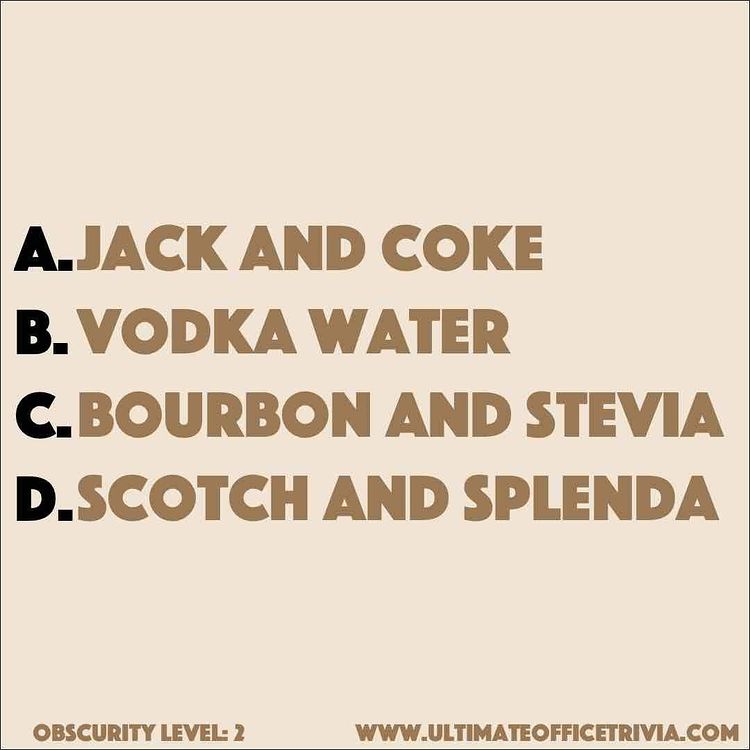 A. JACK AND COKE
B. VODKA WATER
C. BOURBON AND STEVIA
D. SCOTCH AND SPLENDA
OBSCURITY LEVEL: 2 WWW.ULTIMATEOFFICETRIVIA.COM